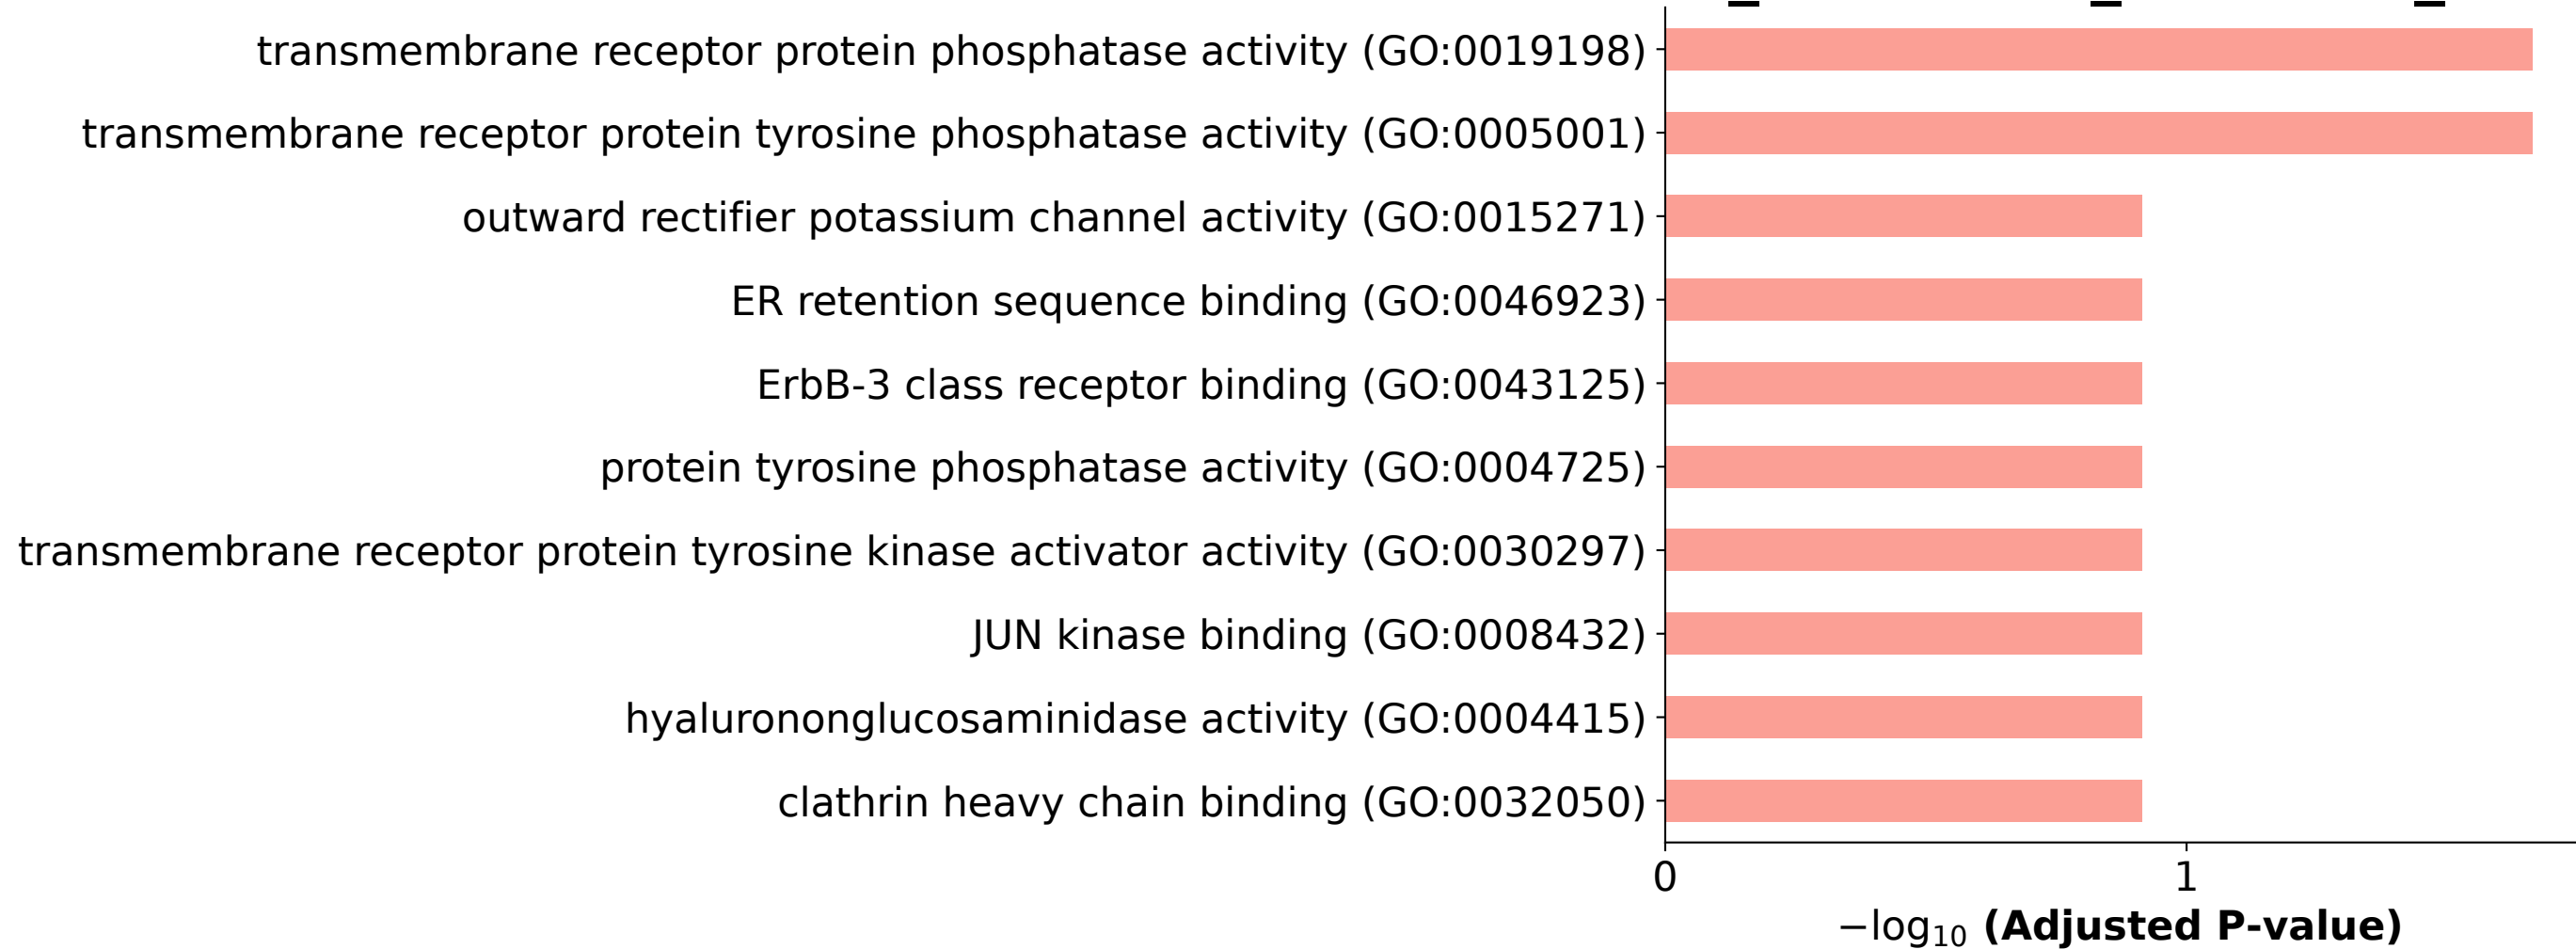 transmembrane receptor protein phosphatase activity (GO:0019198)
transmembrane receptor protein tyrosine phosphatase activity (GO:0005001)
outward rectifier potassium channel activity (GO:0015271)
ER retention sequence binding (GO:0046923)
ErbB-3 class receptor binding (GO:0043125)
protein tyrosine phosphatase activity (GO:0004725)
transmembrane receptor protein tyrosine kinase activator activity (GO:0030297)
JUN kinase binding (GO:0008432)
hyalurononglucosaminidase activity (GO:0004415)
clathrin heavy chain binding (GO:0032050)
0 1
−log₁₀ (Adjusted P-value)